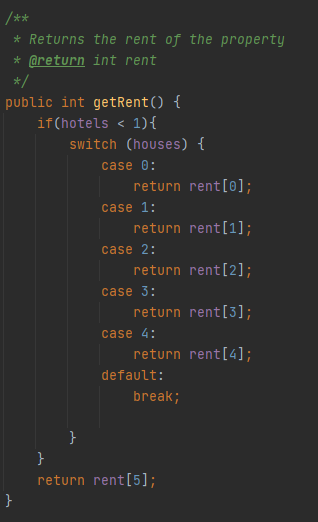 /**
 * Returns the rent of the property
 * @return int rent
 */
public int getRent() {
    if(hotels < 1){
        switch (houses) {
            case 0:
                return rent[0];
            case 1:
                return rent[1];
            case 2:
                return rent[2];
            case 3:
                return rent[3];
            case 4:
                return rent[4];
            default:
                break;

        }
    }
    return rent[5];
}